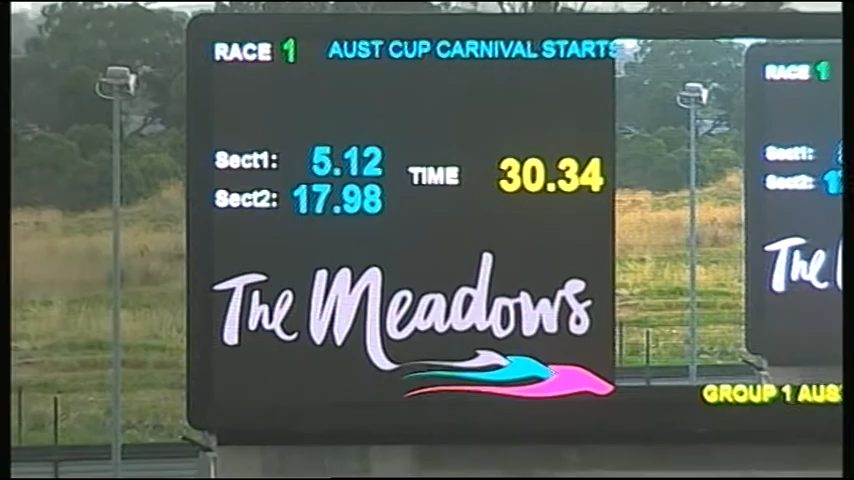 RACE 1 AUST CUP CARNIVAL STARTS
Sect1: 5.12 TIME 30.34
Sect2: 17.98
The Meadows
RACE 1
Sect1:
Sect2:
The
GROUP 1 AUS